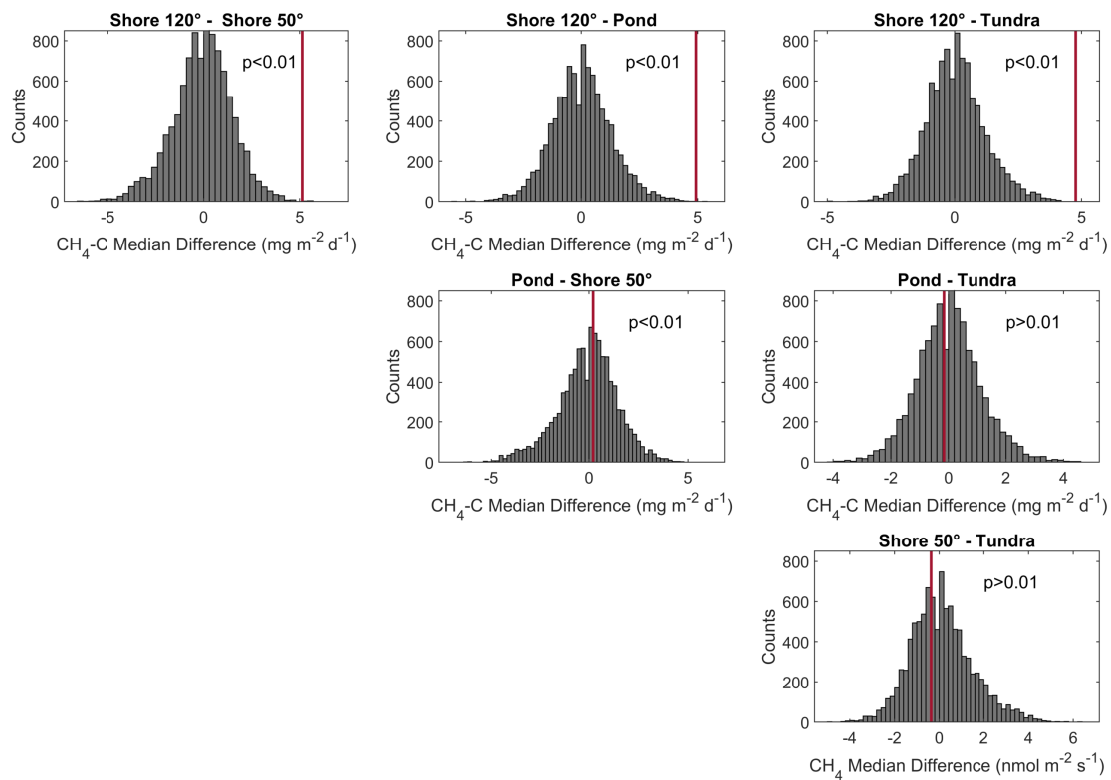 Shore 120° - Shore 50°
800
600
400
200
0
Counts
p<0.01
-5 0 5
CH4-C Median Difference (mg m-2 d-1)
Shore 120° - Pond
800
600
400
200
0
Counts
p<0.01
-5 0 5
CH4-C Median Difference (mg m-2 d-1)
Shore 120° - Tundra
800
600
400
200
0
Counts
p<0.01
-5 0 5
CH4-C Median Difference (mg m-2 d-1)
Pond - Shore 50°
800
600
400
200
0
Counts
p<0.01
-5 0 5
CH4-C Median Difference (mg m-2 d-1)
Pond - Tundra
800
600
400
200
0
Counts
p>0.01
-4 -2 0 2 4
CH4-C Median Difference (mg m-2 d-1)
Shore 50° - Tundra
800
600
400
200
0
Counts
p>0.01
-4 -2 0 2 4 6
CH4 Median Difference (nmol m-2 s-1)